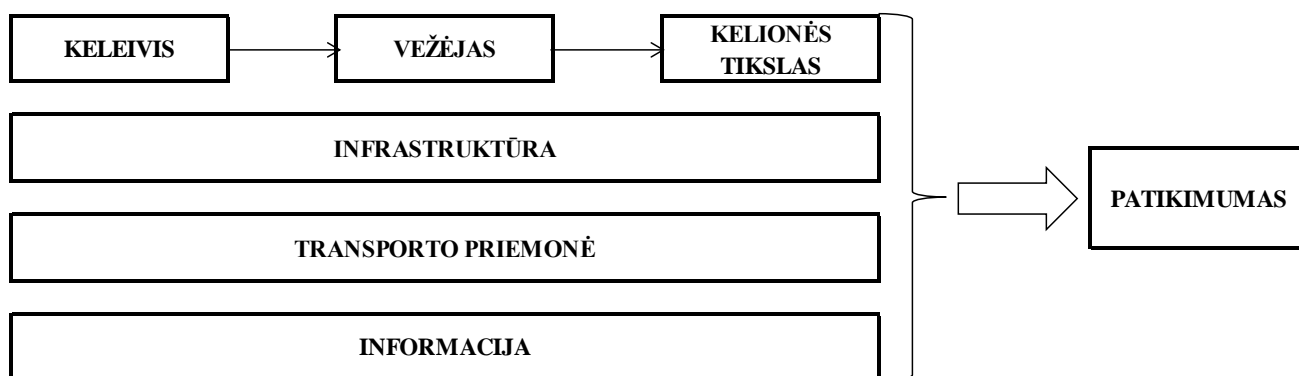 KELEIVIS
VEŽĖJAS
KELIONĖS
TIKSLAS
INFRASTRUKTŪRA
PATIKIMUMAS
TRANSPORTO PRIEMONĖ
INFORMACIJA